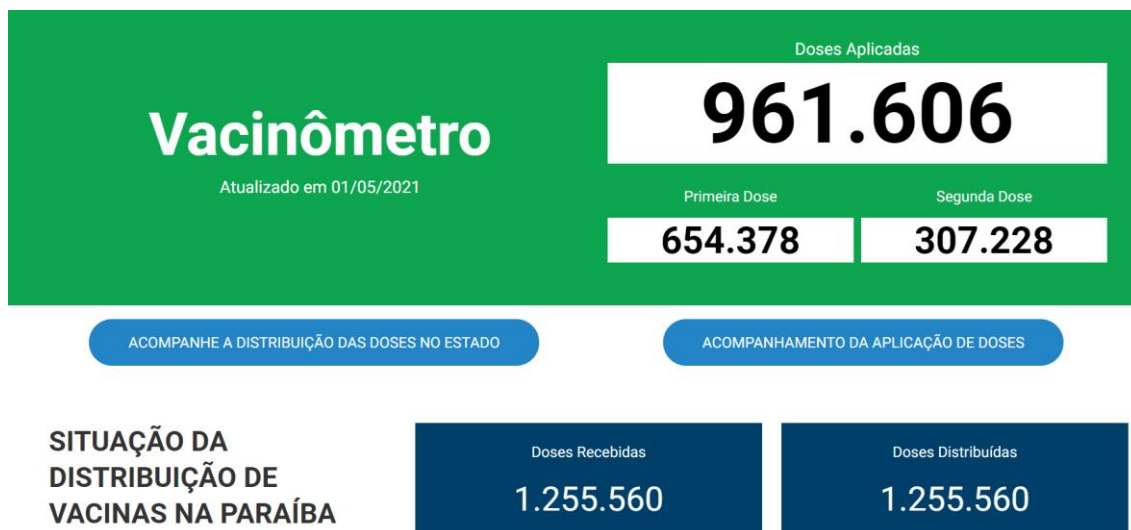 Vacinômetro
Atualizado em 01/05/2021
Doses Aplicadas
961.606
Primeira Dose
654.378
Segunda Dose
307.228
ACOMPANHE A DISTRIBUIÇÃO DAS DOSES NO ESTADO
ACOMPANHAMENTO DA APLICAÇÃO DE DOSES
SITUAÇÃO DA
DISTRIBUIÇÃO DE
VACINAS NA PARAÍBA
Doses Recebidas
1.255.560
Doses Distribuídas
1.255.560